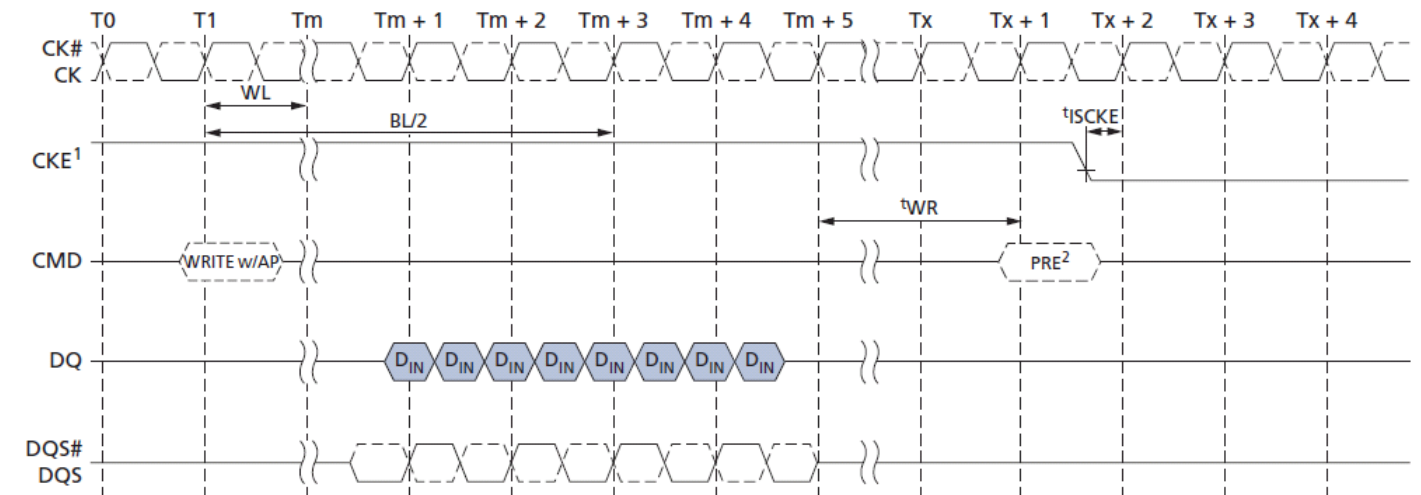 T0 T1 Tm Tm + 1 Tm + 2 Tm + 3 Tm + 4 Tm + 5 Tx Tx + 1 Tx + 2 Tx + 3 Tx + 4
CK#
CK
WL
BL/2
tISCKE
CKE1
tWR
CMD WRITE w/AP PRE2
DQ DIN DIN DIN DIN DIN DIN DIN DIN
DQS#
DQS